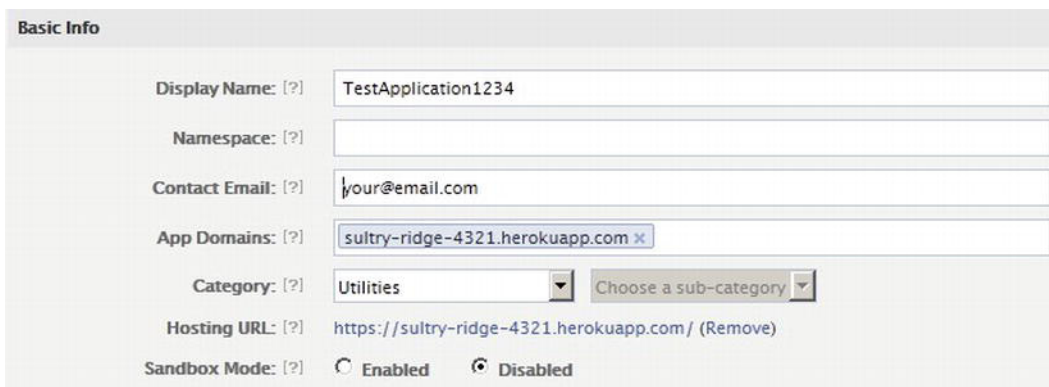 Basic Info
Display Name: [?] TestApplication1234
Namespace: [?]
Contact Email: [?] your@email.com
App Domains: [?] sultry-ridge-4321.herokuapp.com ×
Category: [?] Utilities Choose a sub-category
Hosting URL: [?] https://sultry-ridge-4321.herokuapp.com/ (Remove)
Sandbox Mode: [?] Enabled Disabled